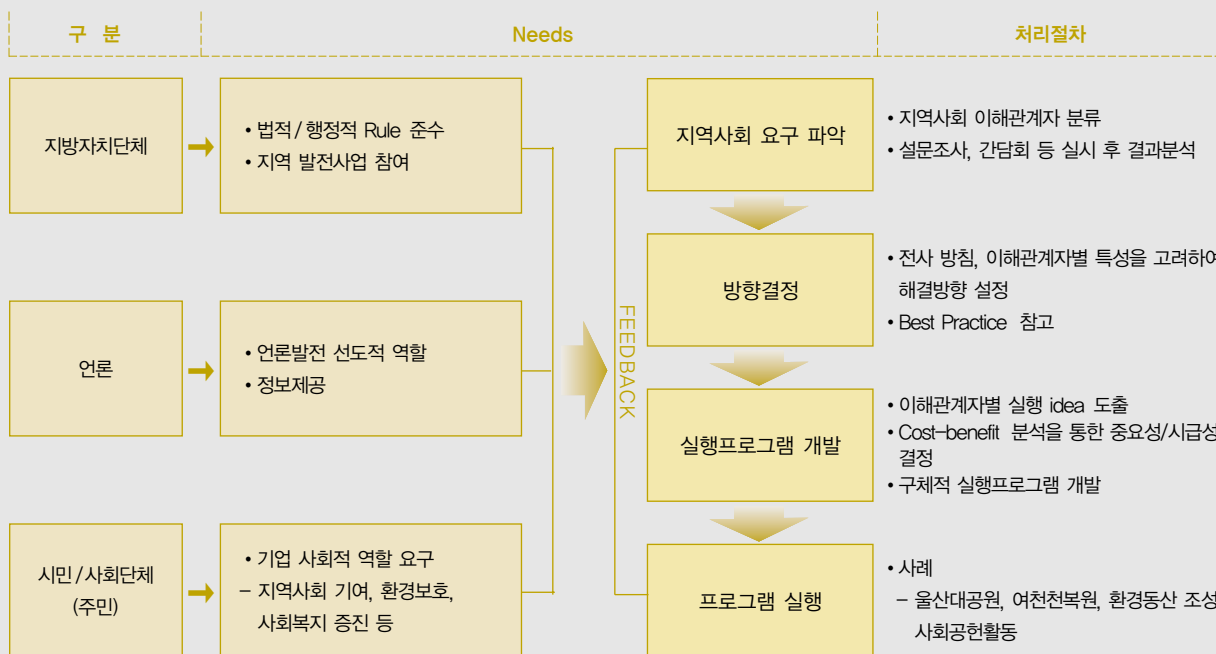 구 분
Needs
처리절차
지방자치단체
• 법적/행정적 Rule 준수
• 지역 발전사업 참여
언론
• 언론발전 선도적 역할
• 정보제공
시민/사회단체
(주민)
• 기업 사회적 역할 요구
– 지역사회 기여, 환경보호,
사회복지 증진 등
FEEDBACK
지역사회 요구 파악
• 지역사회 이해관계자 분류
• 설문조사, 간담회 등 실시 후 결과분석
방향결정
• 전사 방침, 이해관계자별 특성을 고려하여
해결방향 설정
• Best Practice 참고
실행프로그램 개발
• 이해관계자별 실행 idea 도출
• Cost-benefit 분석을 통한 중요성/시급성
결정
• 구체적 실행프로그램 개발
프로그램 실행
• 사례
– 울산대공원, 여천천복원, 환경동산 조성
사회공헌활동